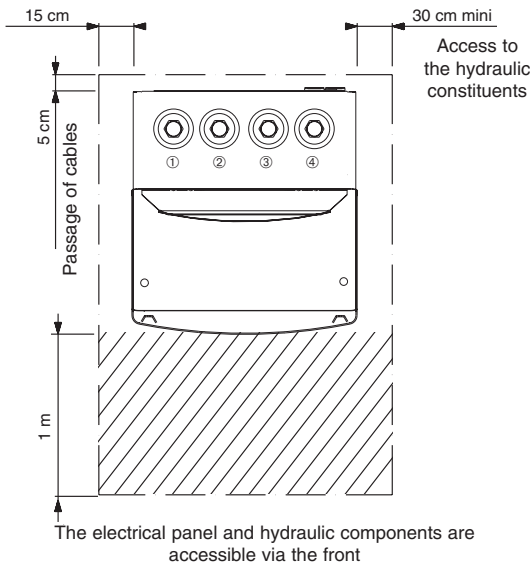 15 cm
30 cm mini
Access to
the hydraulic
constituents
5 cm
Passage of cables
① ② ③ ④
1 m
The electrical panel and hydraulic components are
accessible via the front